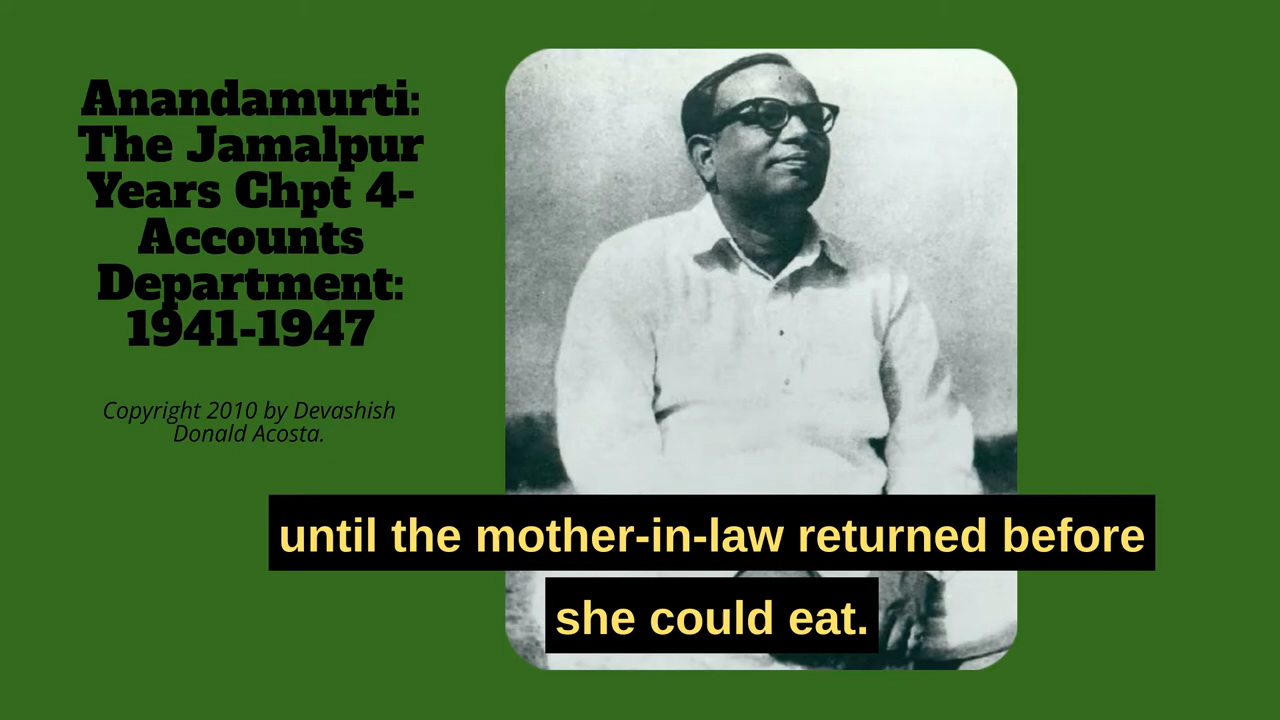 Anandamurti:
The Jamalpur
Years Chpt 4-
Accounts
Department:
1941-1947
Copyright 2010 by Devashish
Donald Acosta.
until the mother-in-law returned before
she could eat.